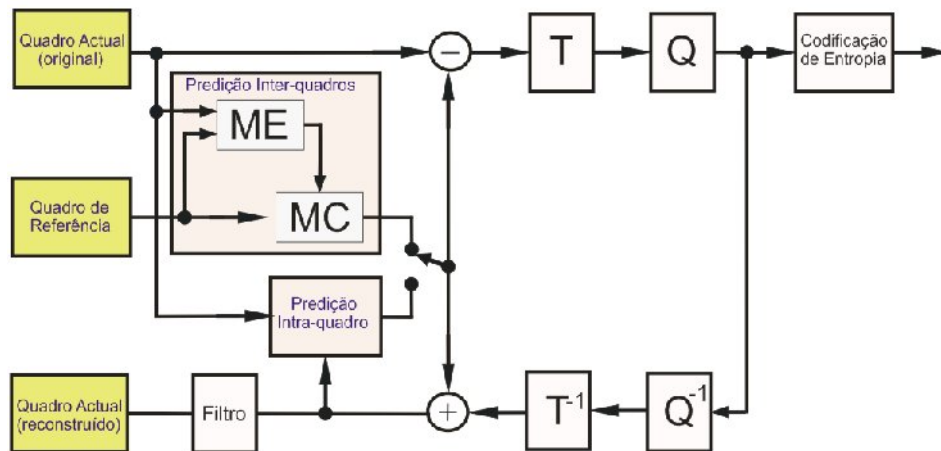 Quadro Actual
(original)
−
T
Q
Codificação
de Entropia
Predição Inter-quadros
ME
MC
Quadro de
Referência
Predição
Intra-quadro
Quadro Actual
(reconstruído)
Filtro
+
T⁻¹
Q⁻¹